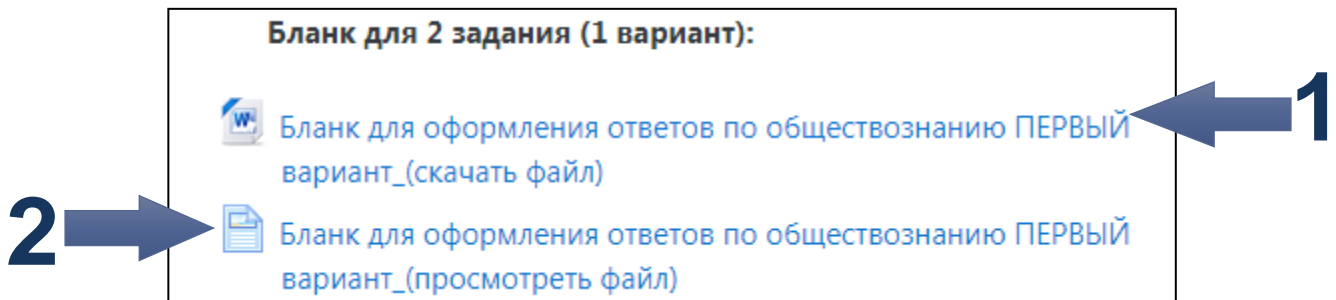 Бланк для 2 задания (1 вариант):
1
Бланк для оформления ответов по обществознанию ПЕРВЫЙ
вариант_(скачать файл)
2
Бланк для оформления ответов по обществознанию ПЕРВЫЙ
вариант_(просмотреть файл)